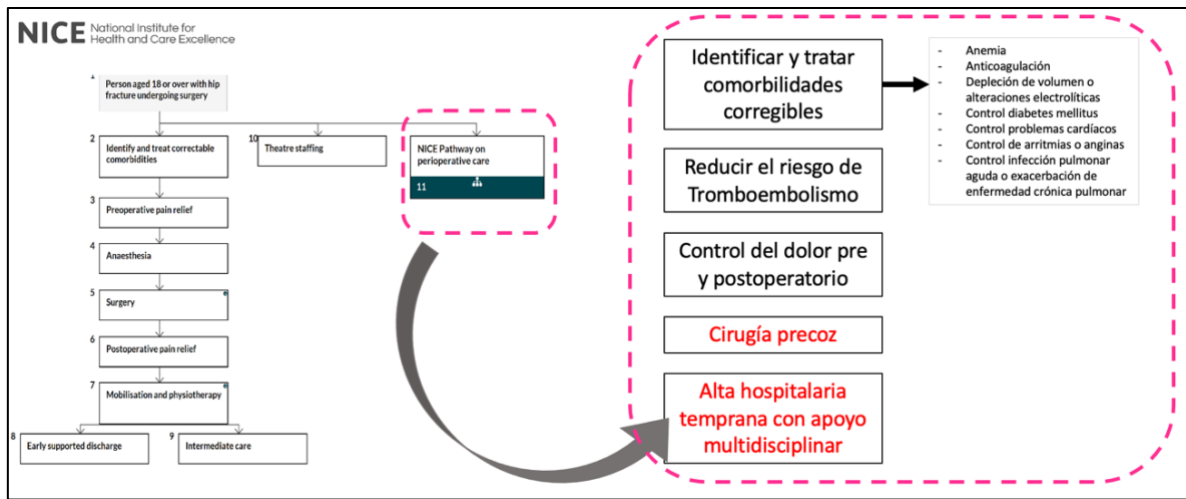 NICE National Institute for
Health and Care Excellence
1
Person aged 18 or over with hip
fracture undergoing surgery
2
Identify and treat correctable
comorbidities
10
Theatre staffing
NICE Pathway on
perioperative care
11
3
Preoperative pain relief
4
Anaesthesia
5
Surgery
6
Postoperative pain relief
7
Mobilisation and physiotherapy
8
Early supported discharge
9
Intermediate care
Identificar y tratar
comorbilidades
corregibles
- Anemia
- Anticoagulación
- Depleción de volumen o
alteraciones electrolíticas
- Control diabetes mellitus
- Control problemas cardíacos
- Control de arritmias o anginas
- Control infección pulmonar
aguda o exacerbación de
enfermedad crónica pulmonar
Reducir el riesgo de
Tromboembolismo
Control del dolor pre
y postoperatorio
Cirugía precoz
Alta hospitalaria
temprana con apoyo
multidisciplinar